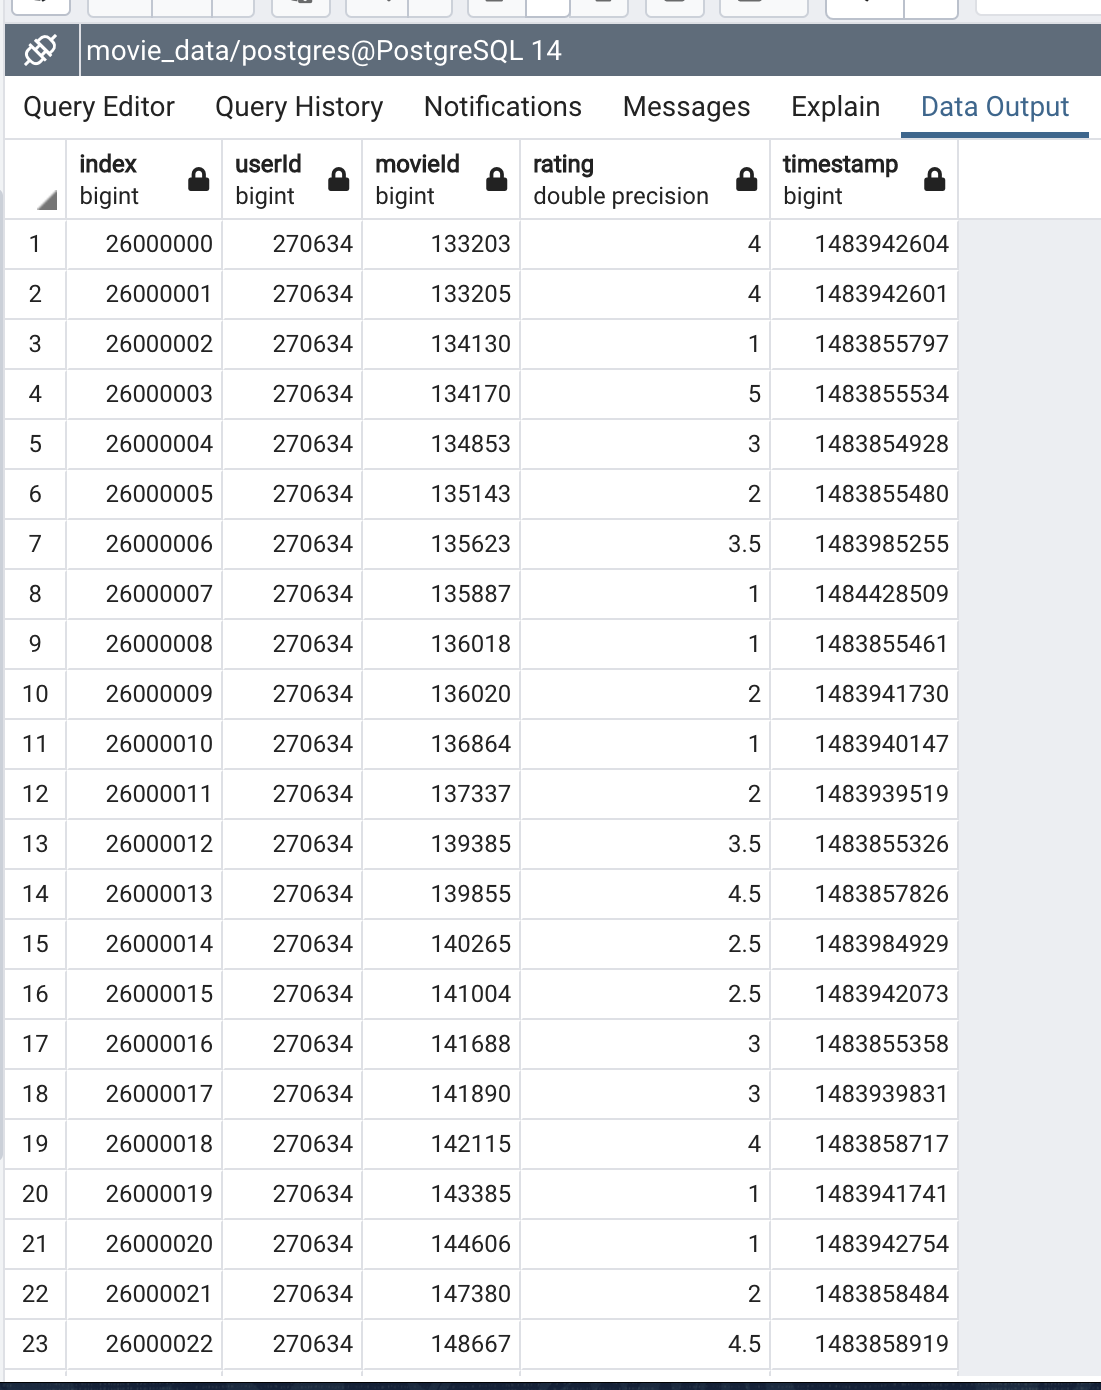 movie_data/postgres@PostgreSQL 14
Query Editor Query History Notifications Messages Explain Data Output
index userId movieId rating timestamp
bigint bigint bigint double precision bigint
1 26000000 270634 133203 4 1483942604
2 26000001 270634 133205 4 1483942601
3 26000002 270634 134130 1 1483855797
4 26000003 270634 134170 5 1483855534
5 26000004 270634 134853 3 1483854928
6 26000005 270634 135143 2 1483855480
7 26000006 270634 135623 3.5 1483985255
8 26000007 270634 135887 1 1484428509
9 26000008 270634 136018 1 1483855461
10 26000009 270634 136020 2 1483941730
11 26000010 270634 136864 1 1483940147
12 26000011 270634 137337 2 1483939519
13 26000012 270634 139385 3.5 1483855326
14 26000013 270634 139855 4.5 1483857826
15 26000014 270634 140265 2.5 1483984929
16 26000015 270634 141004 2.5 1483942073
17 26000016 270634 141688 3 1483855358
18 26000017 270634 141890 3 1483939831
19 26000018 270634 142115 4 1483858717
20 26000019 270634 143385 1 1483941741
21 26000020 270634 144606 1 1483942754
22 26000021 270634 147380 2 1483858484
23 26000022 270634 148667 4.5 1483858919